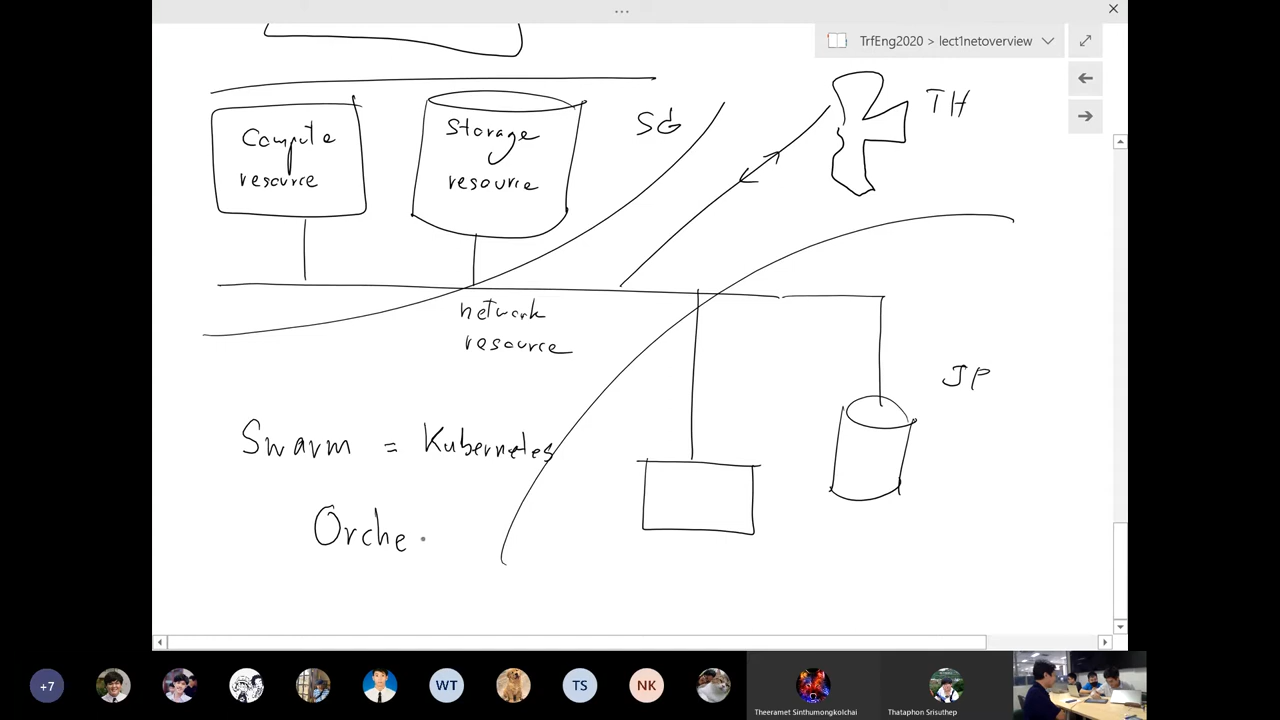 TrfEng2020 > lect1netoverview
TH
SG
Compute
resource
Storage
resource
network
resource
JP
Swarm = Kubernetes
Orche
+7
WT
TS
NK
Theeramet Sinthumongkolchai
Thataphon Srisuthep